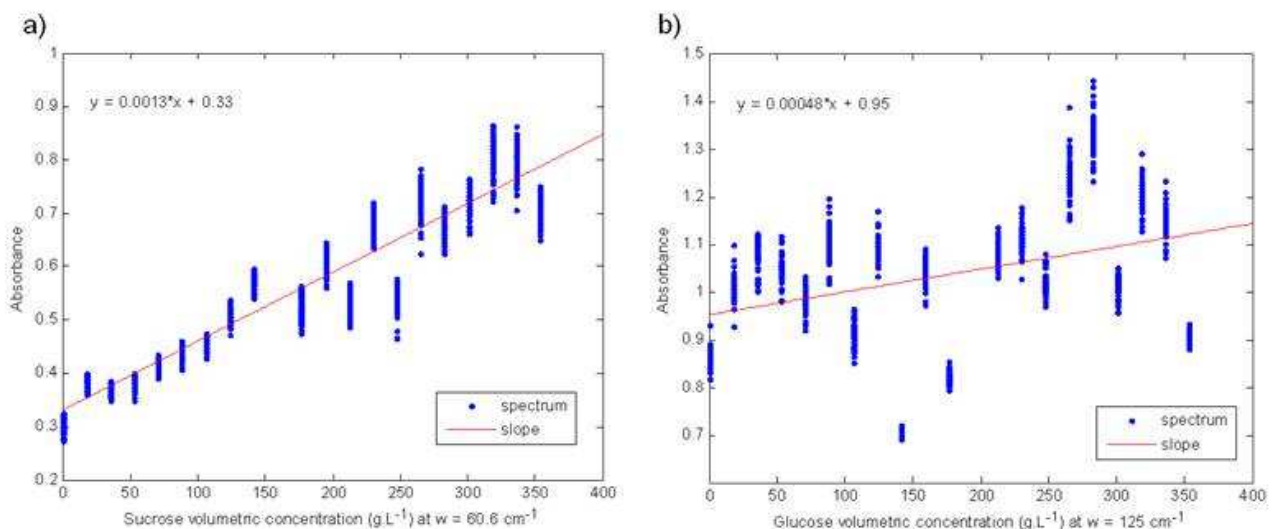 a)
y = 0.0013*x + 0.33
Absorbance
1
0.9
0.8
0.7
0.6
0.5
0.4
0.3
0.2
0 50 100 150 200 250 300 350 400
spectrum
slope
Sucrose volumetric concentration (g.L⁻¹) at w = 60.6 cm⁻¹
b)
y = 0.00048*x + 0.95
Absorbance
1.5
1.4
1.3
1.2
1.1
1
0.9
0.8
0.7
0 50 100 150 200 250 300 350 400
spectrum
slope
Glucose volumetric concentration (g.L⁻¹) at w = 125 cm⁻¹